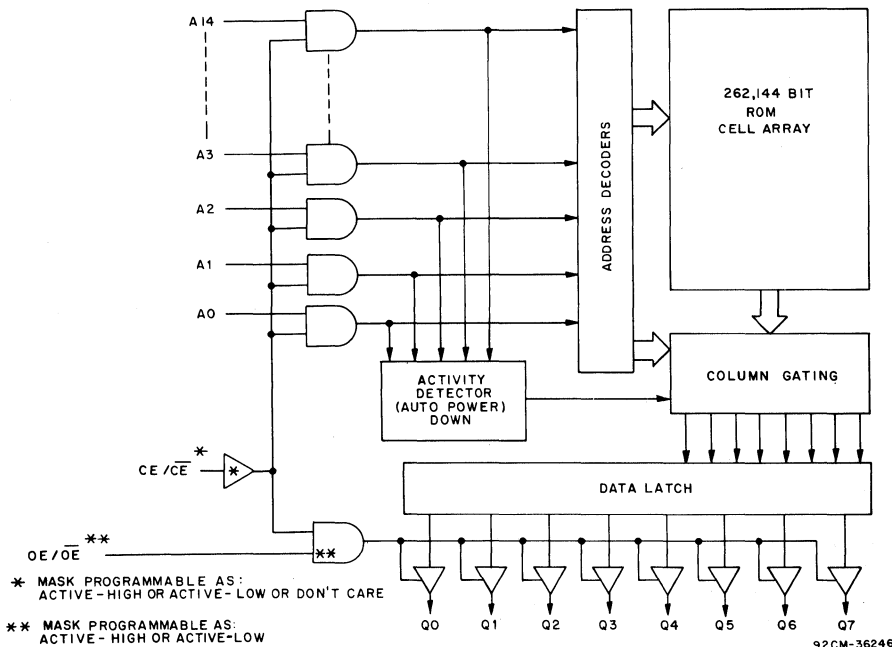 A14
A3
A2
A1
A0
ADDRESS DECODERS
262,144 BIT
ROM
CELL ARRAY
ACTIVITY
DETECTOR
(AUTO POWER)
DOWN
COLUMN GATING
CE/C̅E̅ *
*
DATA LATCH
OE/O̅E̅ **
**
* MASK PROGRAMMABLE AS:
ACTIVE-HIGH OR ACTIVE-LOW OR DON'T CARE
Q0 Q1 Q2 Q3 Q4 Q5 Q6 Q7
** MASK PROGRAMMABLE AS:
ACTIVE-HIGH OR ACTIVE-LOW
92CM-36246